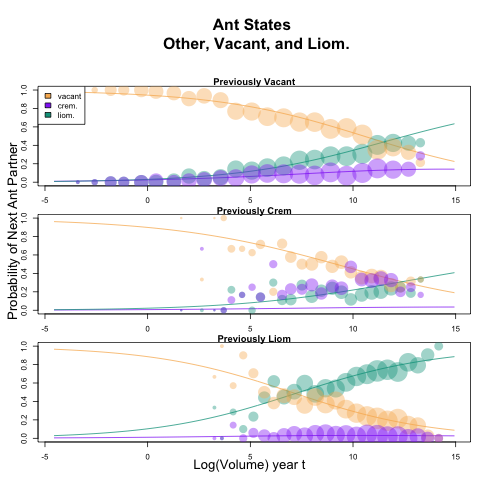 Ant States
Other, Vacant, and Liom.
Previously Vacant
vacant
crem.
liom.
0.0 0.2 0.4 0.6 0.8 1.0
-5 0 5 10 15
Probability of Next Ant Partner
Previously Crem
0.0 0.2 0.4 0.6 0.8 1.0
-5 0 5 10 15
Previously Liom
0.0 0.2 0.4 0.6 0.8 1.0
-5 0 5 10 15
Log(Volume) year t